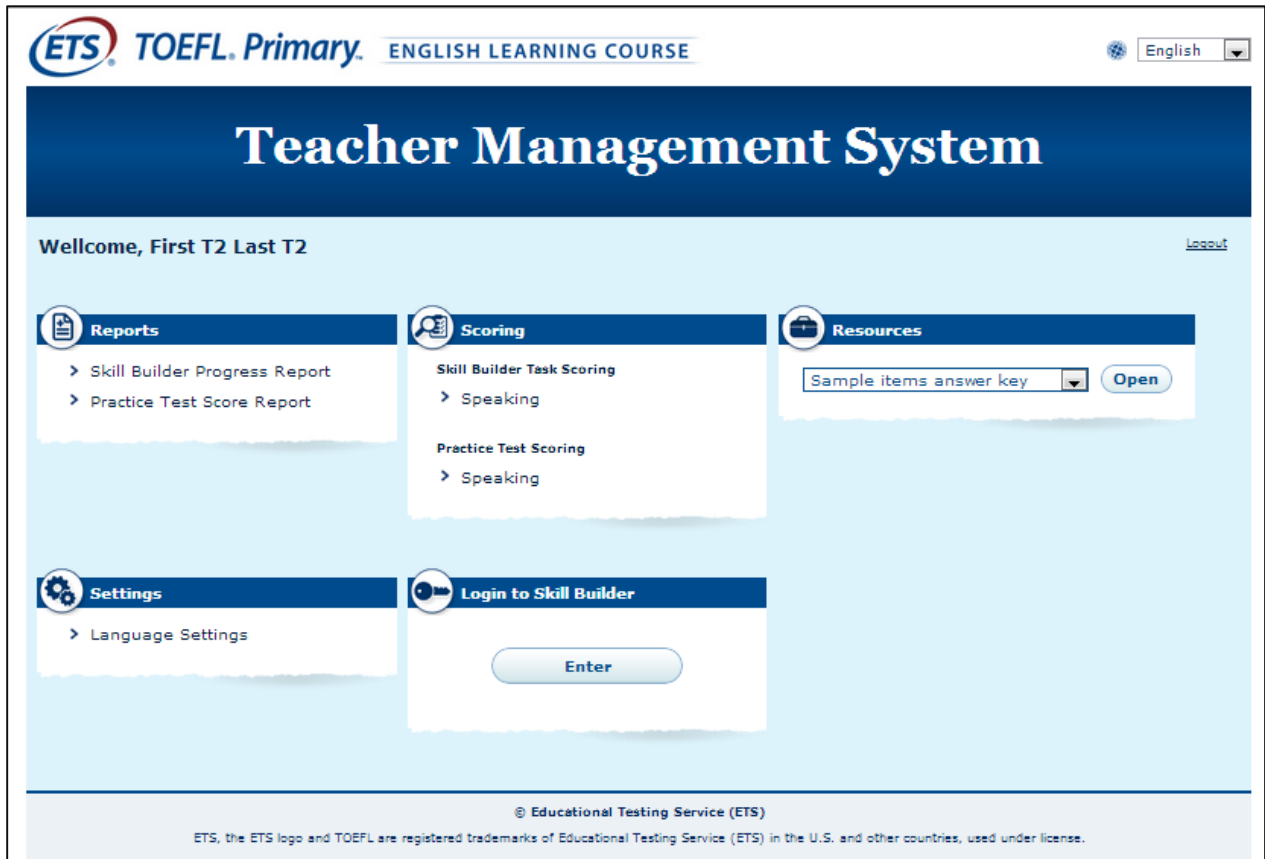 ETS® TOEFL® Primary™ ENGLISH LEARNING COURSE
English
Teacher Management System
Wellcome, First T2 Last T2
Logout
Reports
> Skill Builder Progress Report
> Practice Test Score Report
Scoring
Skill Builder Task Scoring
> Speaking
Practice Test Scoring
> Speaking
Resources
Sample items answer key
Open
Settings
> Language Settings
Login to Skill Builder
Enter
© Educational Testing Service (ETS)
ETS, the ETS logo and TOEFL are registered trademarks of Educational Testing Service (ETS) in the U.S. and other countries, used under license.